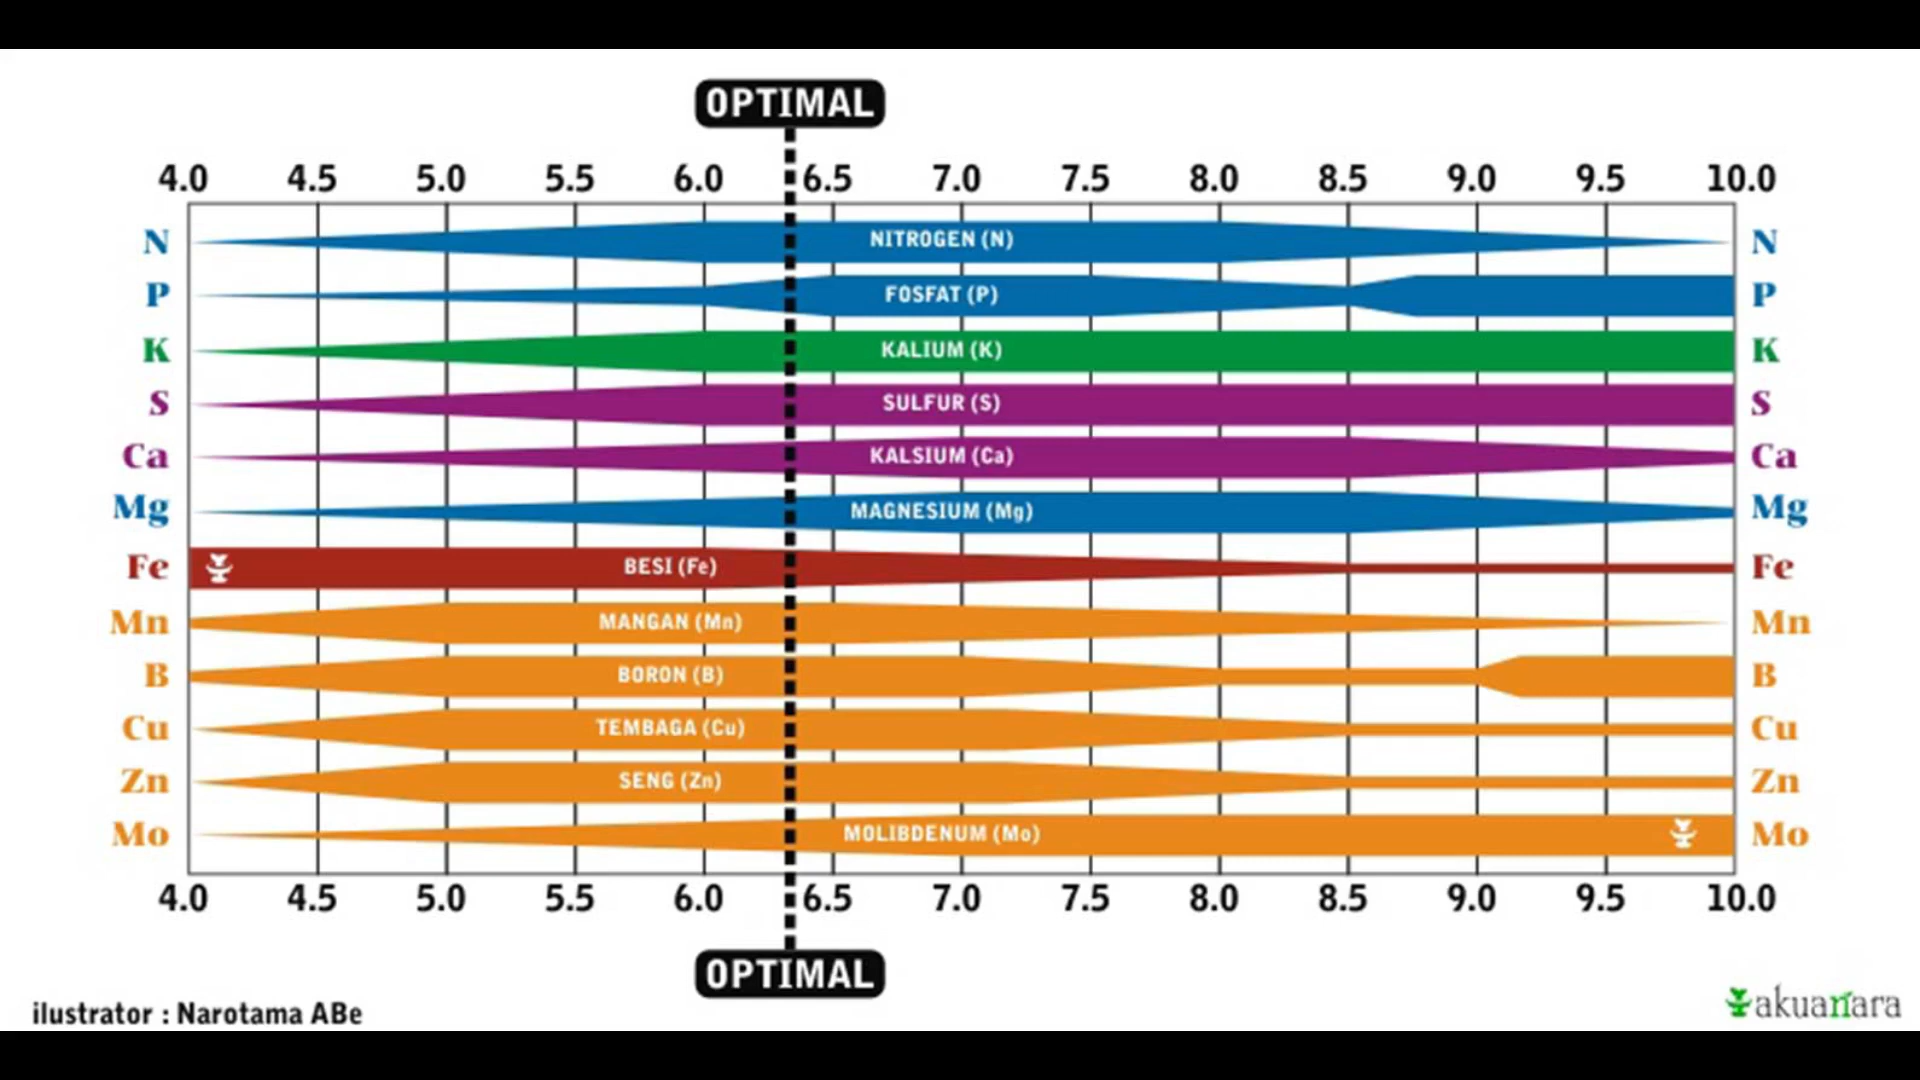 OPTIMAL
4.0 4.5 5.0 5.5 6.0 6.5 7.0 7.5 8.0 8.5 9.0 9.5 10.0
N NITROGEN (N) N
P FOSFAT (P) P
K KALIUM (K) K
S SULFUR (S) S
Ca KALSIUM (Ca) Ca
Mg MAGNESIUM (Mg) Mg
Fe BESI (Fe) Fe
Mn MANGAN (Mn) Mn
B BORON (B) B
Cu TEMBAGA (Cu) Cu
Zn SENG (Zn) Zn
Mo MOLIBDENUM (Mo) Mo
4.0 4.5 5.0 5.5 6.0 6.5 7.0 7.5 8.0 8.5 9.0 9.5 10.0
OPTIMAL
ilustrator : Narotama ABe
akuanara